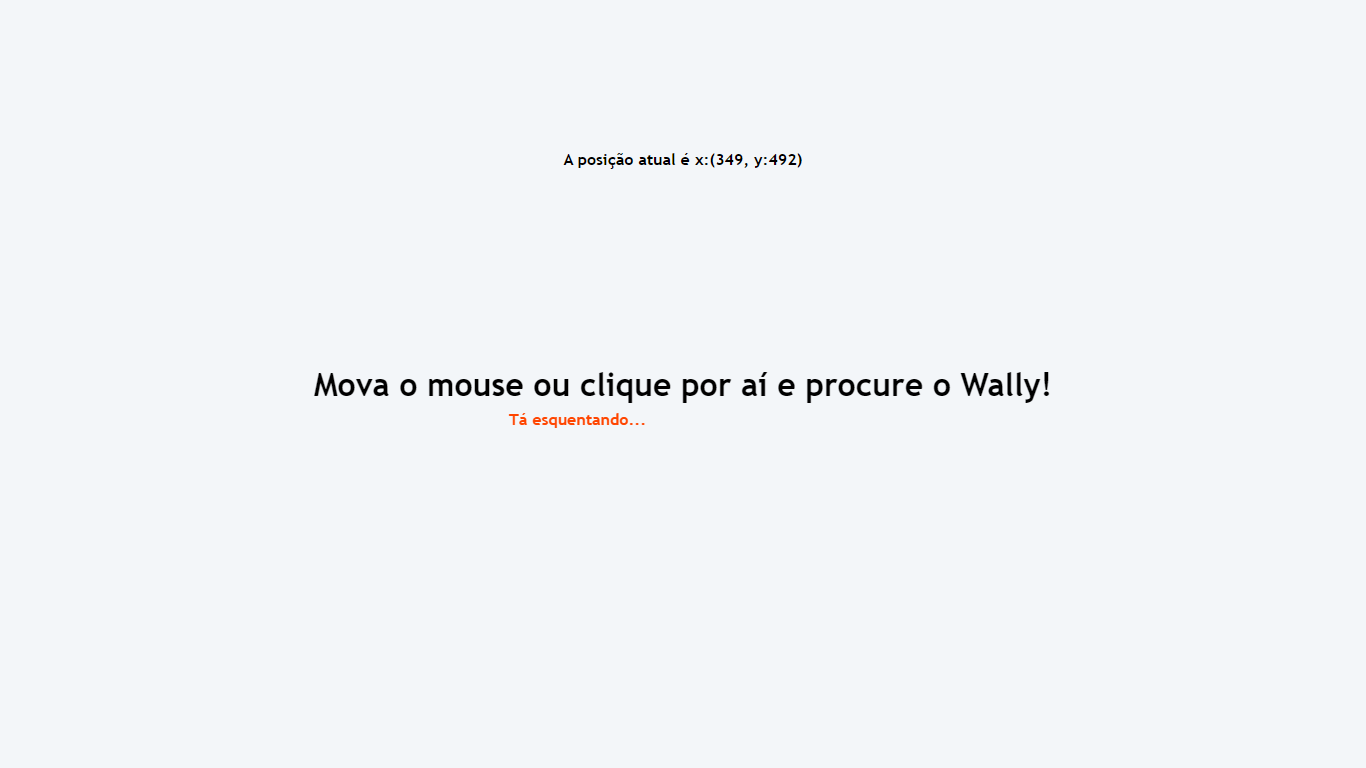 A posição atual é x:(349, y:492)
Mova o mouse ou clique por aí e procure o Wally!
Tá esquentando...